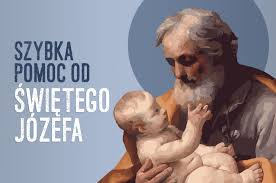 SZYBKA
POMOC OD
ŚWIĘTEGO
JÓZEFA